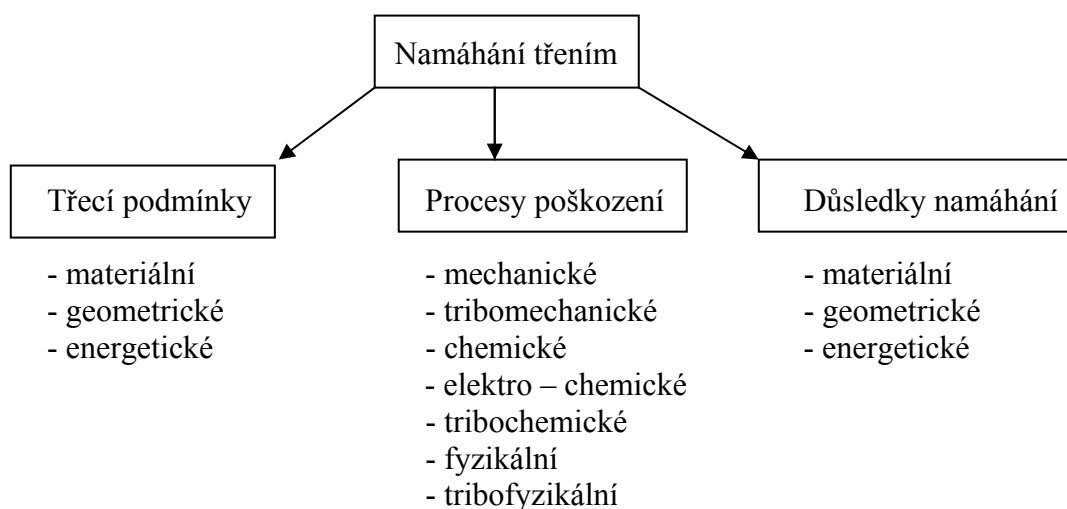 Namáhání třením
Třecí podmínky
- materiální
- geometrické
- energetické
Procesy poškození
- mechanické
- tribomechanické
- chemické
- elektro – chemické
- tribochemické
- fyzikální
- tribofyzikální
Důsledky namáhání
- materiální
- geometrické
- energetické